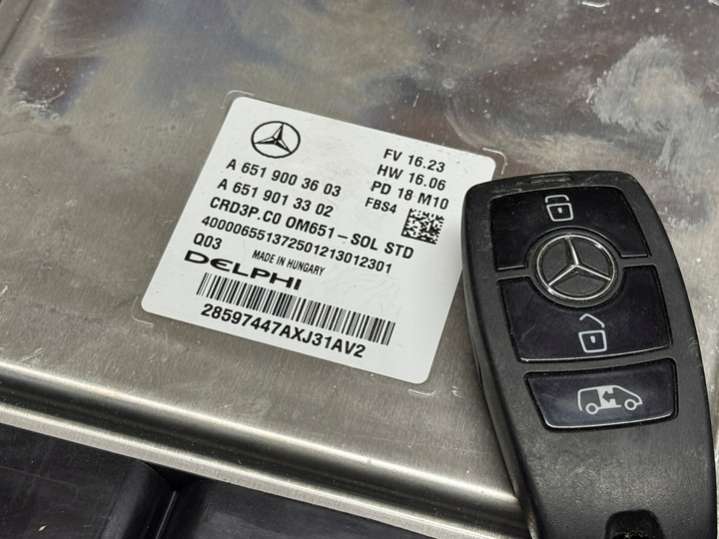 FV 16.23
A 651 900 36 03
HW 16.06
A 651 901 33 02
PD 18 M10
CRD3P.C0 OM651-SOL STD
FBS4
400006551372501213012301
Q03
MADE IN HUNGARY
DELPHI
28597447AXJ31AV2